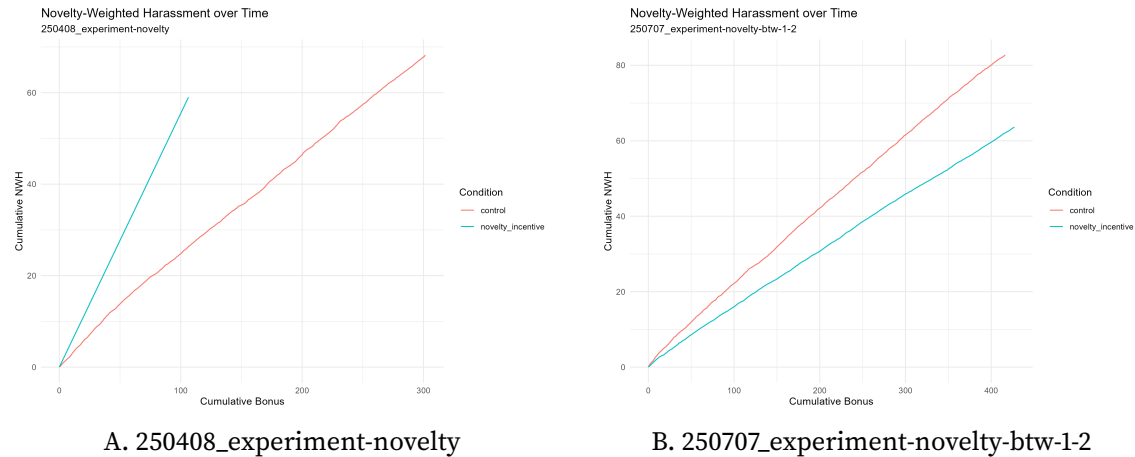 Novelty-Weighted Harassment over Time
250408_experiment-novelty
60
40
20
0
Cumulative NWH
0
100
200
300
Cumulative Bonus
Condition
control
novelty_incentive
A. 250408_experiment-novelty
Novelty-Weighted Harassment over Time
250707_experiment-novelty-btw-1-2
80
60
40
20
0
Cumulative NWH
0
100
200
300
400
Cumulative Bonus
Condition
control
novelty_incentive
B. 250707_experiment-novelty-btw-1-2